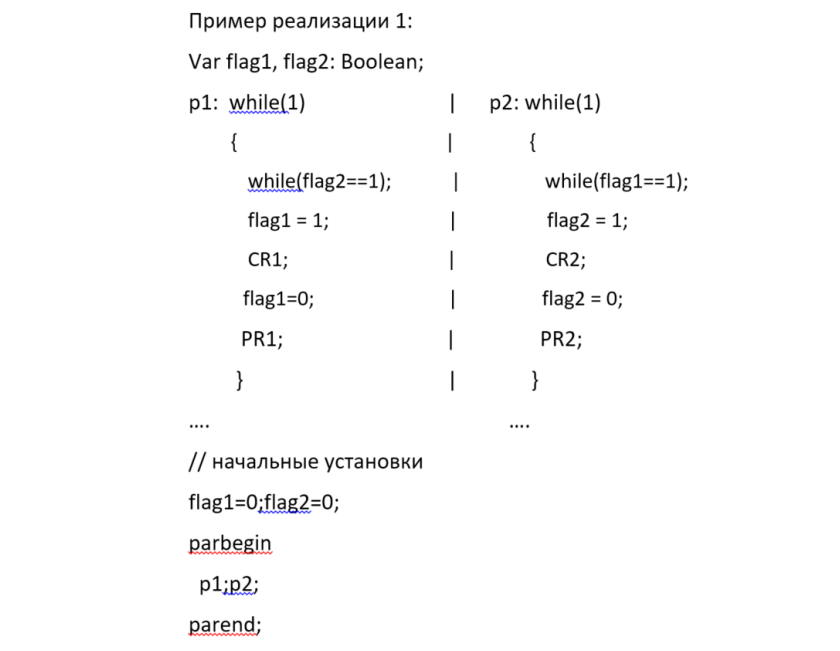 Пример реализации 1:
Var flag1, flag2: Boolean;
p1: while(1) | p2: while(1)
{ | {
while(flag2==1); | while(flag1==1);
flag1 = 1; | flag2 = 1;
CR1; | CR2;
flag1=0; | flag2 = 0;
PR1; | PR2;
} | }
.... ....
// начальные установки
flag1=0;flag2=0;
parbegin
p1;p2;
parend;